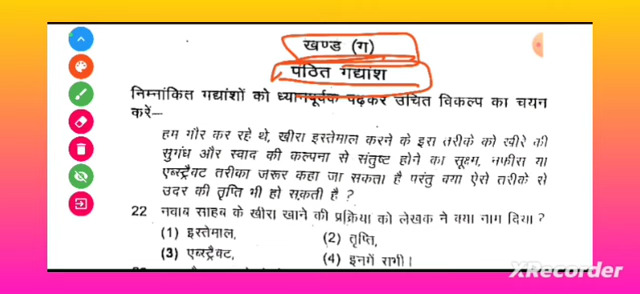 खण्ड (ग)
पठित गद्यांश
निम्नांकित गद्यांशों को ध्यानपूर्वक पढ़कर उचित विकल्प का चयन
करें—
हम गौर कर रहे थे, खीरा इस्तेमाल करने के इस तरीके को खीरे की
सुगंध और स्वाद की कल्पना से संतुष्ट होने का सूक्ष्म, नफीस या
एब्स्ट्रैक्ट तरीका जरूर कहा जा सकता है परंतु क्या ऐसे तरीके से
उदर की तृप्ति भी हो सकती है ?
22 नवाब साहब के खीरा खाने की प्रक्रिया को लेखक ने क्या नाम दिया ?
(1) इस्तेमाल, (2) तृप्ति,
(3) एब्स्ट्रैक्ट, (4) इनमें सभी।
XRecorder